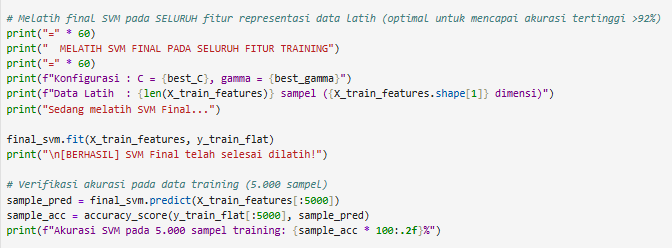 # Melatih final SVM pada SELURUH fitur representasi data latih (optimal untuk mencapai akurasi tertinggi >92%)
print("=" * 60)
print("  MELATIH SVM FINAL PADA SELURUH FITUR TRAINING")
print("=" * 60)
print(f"Konfigurasi : C = {best_C}, gamma = {best_gamma}")
print(f"Data Latih  : {len(X_train_features)} sampel ({X_train_features.shape[1]} dimensi)")
print("Sedang melatih SVM Final...")

final_svm.fit(X_train_features, y_train_flat)
print("\n[BERHASIL] SVM Final telah selesai dilatih!")

# Verifikasi akurasi pada data training (5.000 sampel)
sample_pred = final_svm.predict(X_train_features[:5000])
sample_acc = accuracy_score(y_train_flat[:5000], sample_pred)
print(f"Akurasi SVM pada 5.000 sampel training: {sample_acc * 100:.2f}%")